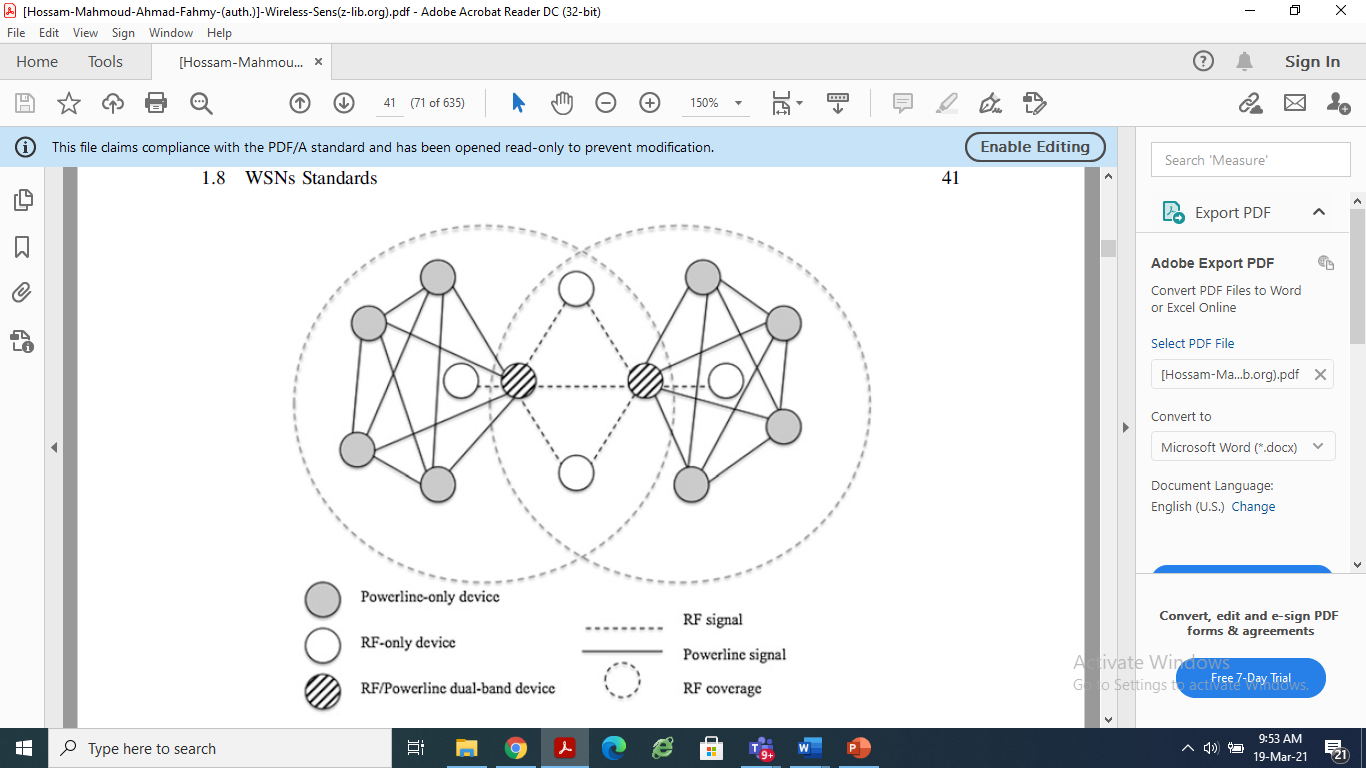 [Hossam-Mahmoud-Ahmad-Fahmy-(auth.)]-Wireless-Sens(z-lib.org).pdf - Adobe Acrobat Reader DC (32-bit)
File Edit View Sign Window Help
Home Tools [Hossam-Mahmou... × Sign In
41 (71 of 635) 150%
This file claims compliance with the PDF/A standard and has been opened read-only to prevent modification. Enable Editing
Search 'Measure'
1.8 WSNs Standards 41
Export PDF
Adobe Export PDF
Convert PDF Files to Word
or Excel Online
Select PDF File
[Hossam-Ma...b.org).pdf
Convert to
Microsoft Word (*.docx)
Document Language:
English (U.S.) Change
Powerline-only device
RF-only device
RF/Powerline dual-band device
RF signal
Powerline signal
RF coverage
Convert, edit and e-sign PDF
forms & agreements
Activate Windows
Go to Settings to activate Windows.
Free 7-Day Trial
Type here to search
9+
9:53 AM
19-Mar-21
21